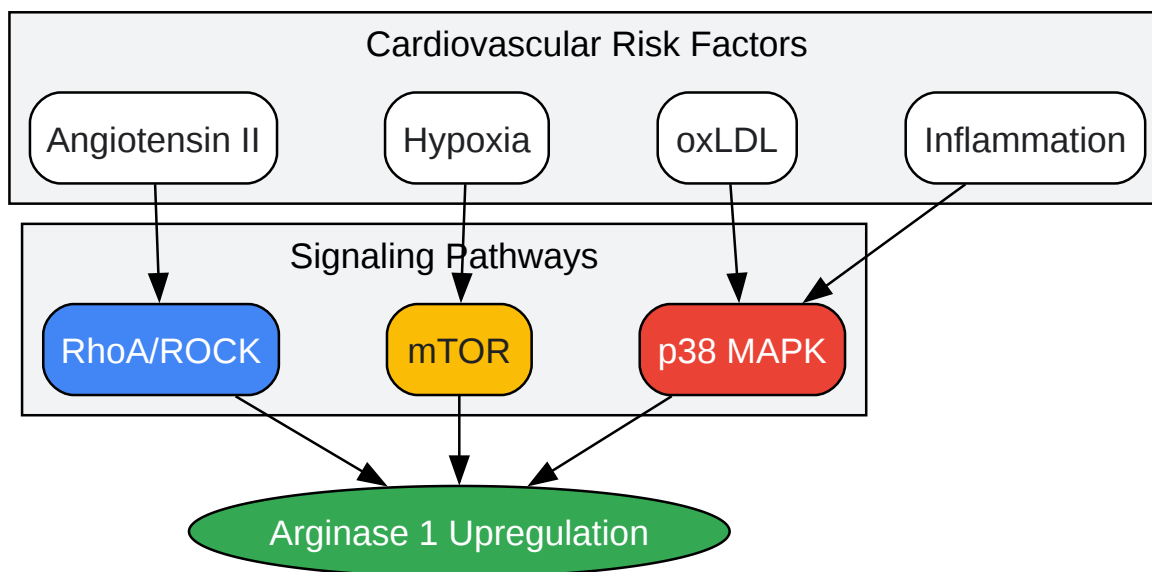 Cardiovascular Risk Factors
Angiotensin II
Hypoxia
oxLDL
Inflammation
Signaling Pathways
RhoA/ROCK
mTOR
p38 MAPK
Arginase 1 Upregulation